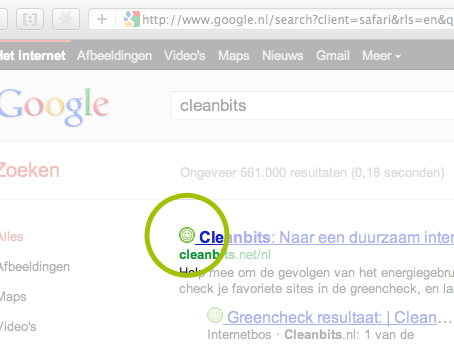 http://www.google.nl/search?client=safari&rls=en&q
Het Internet Afbeeldingen Video's Maps Nieuws Gmail Meer
Google
cleanbits
Zoeken
Ongeveer 561.000 resultaten (0,18 seconden)
Alles
Afbeeldingen
Maps
Video's
Cleanbits: Naar een duurzaam inter
cleanbits.net/nl
Help mee om de gevolgen van het energiegebru
check je favoriete sites in de greencheck, en laa
Greencheck resultaat: | Clean…
Internetbos - Cleanbits.nl: 1 van de